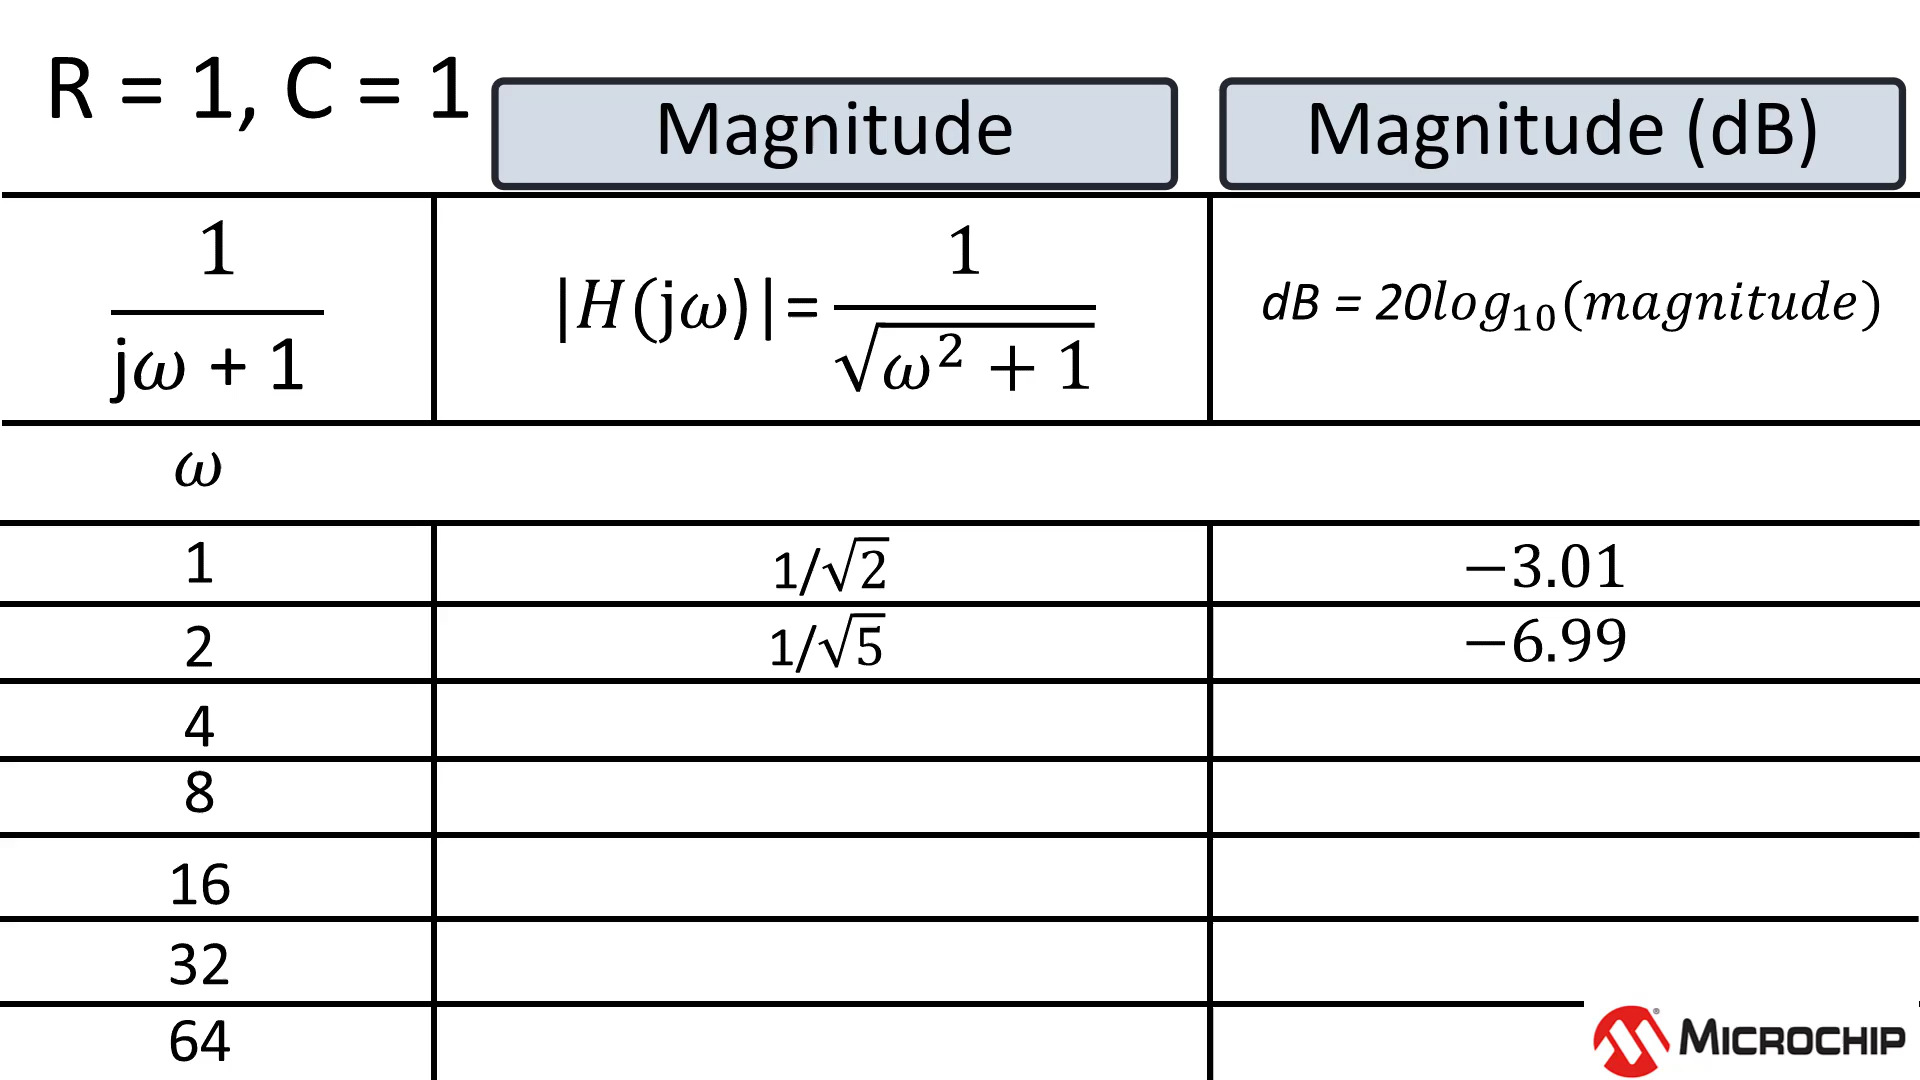 R = 1, C = 1
Magnitude
Magnitude (dB)
1
jω + 1
|H(jω)| = 1
√ω² + 1
dB = 20log₁₀(magnitude)
ω
1 1/√2 −3.01
2 1/√5 −6.99
4
8
16
32
64
MICROCHIP
®